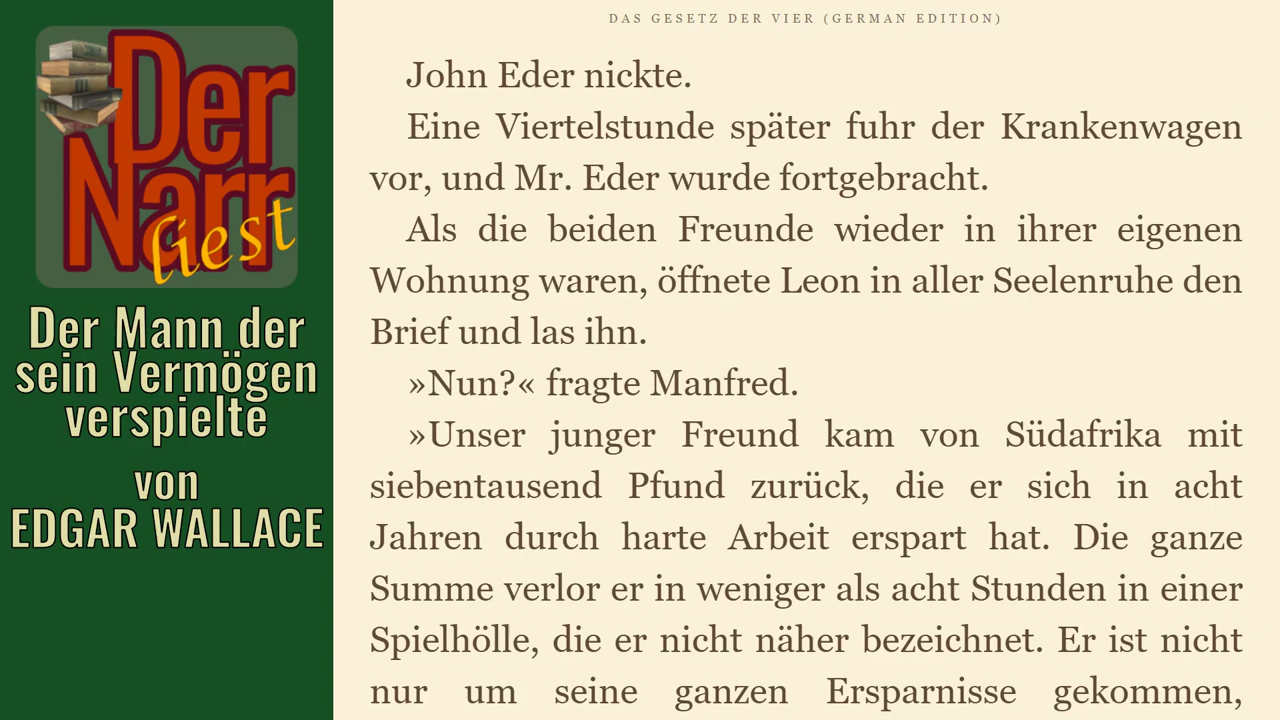 Der
Narr
liest
Der Mann der
sein Vermögen
verspielte
von
EDGAR WALLACE
DAS GESETZ DER VIER (GERMAN EDITION)
John Eder nickte.
Eine Viertelstunde später fuhr der Krankenwagen
vor, und Mr. Eder wurde fortgebracht.
Als die beiden Freunde wieder in ihrer eigenen
Wohnung waren, öffnete Leon in aller Seelenruhe den
Brief und las ihn.
»Nun?« fragte Manfred.
»Unser junger Freund kam von Südafrika mit
siebentausend Pfund zurück, die er sich in acht
Jahren durch harte Arbeit erspart hat. Die ganze
Summe verlor er in weniger als acht Stunden in einer
Spielhölle, die er nicht näher bezeichnet. Er ist nicht
nur um seine ganzen Ersparnisse gekommen,